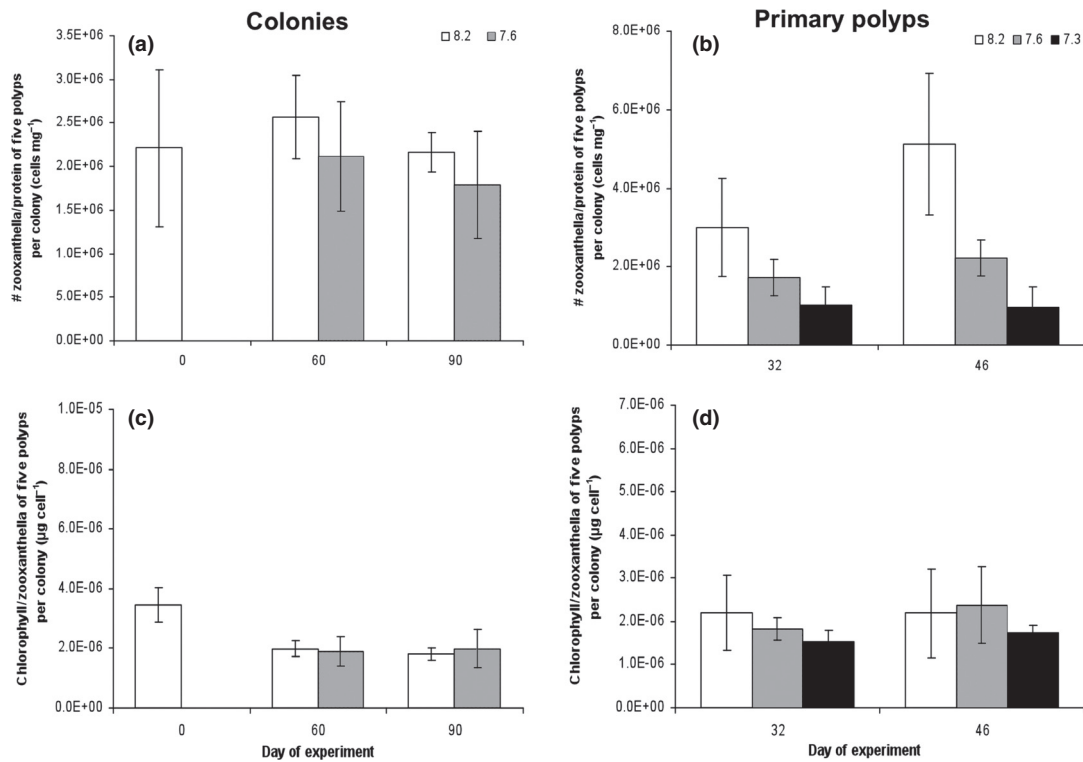 Colonies
(a)
8.2 7.6
3.5E+06
3.0E+06
2.5E+06
2.0E+06
1.5E+06
1.0E+06
5.0E+05
0.0E+00
# zooxanthella/protein of five polyps
per colony (cells mg⁻¹)
0 60 90
Primary polyps
(b)
8.2 7.6 7.3
8.0E+06
6.0E+06
4.0E+06
2.0E+06
0.0E+00
# zooxanthella/protein of five polyps
per colony (cells mg⁻¹)
32 46
(c)
1.0E-05
8.0E-06
6.0E-06
4.0E-06
2.0E-06
0.0E+00
Chlorophyll/zooxanthella of five polyps
per colony (µg cell⁻¹)
0 60 90
Day of experiment
(d)
7.0E-06
6.0E-06
5.0E-06
4.0E-06
3.0E-06
2.0E-06
1.0E-06
0.0E+00
Chlorophyll/zooxanthella of five polyps
per colony (µg cell⁻¹)
32 46
Day of experiment